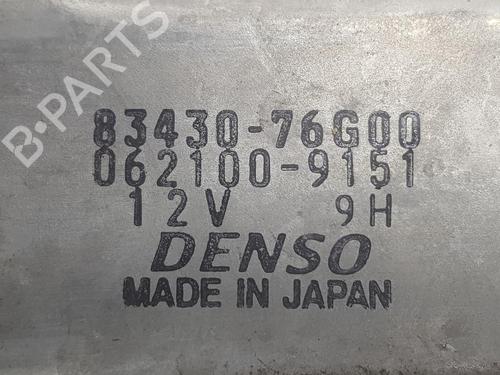 B-PARTS
83430-76G00
062100-9151
12V 9H
DENSO
MADE IN JAPAN